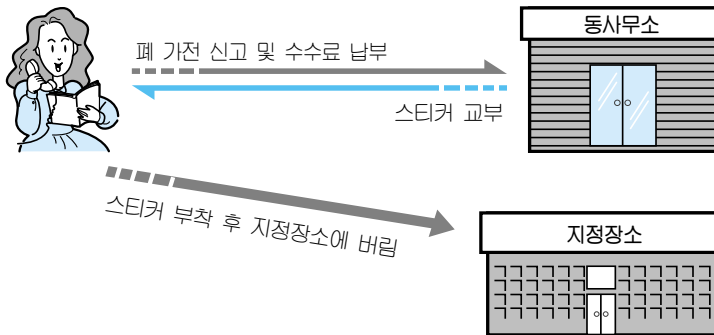 동사무소
폐 가전 신고 및 수수료 납부
스티커 교부
스티커 부착 후 지정장소에 버림
지정장소